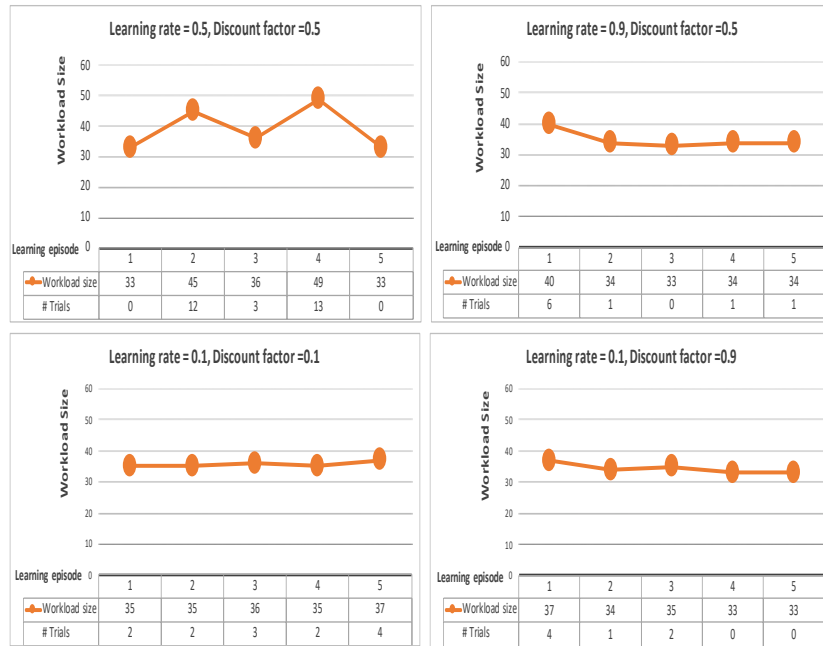 Learning rate = 0.5, Discount factor =0.5
Workload Size
60
50
40
30
20
10
Learning episode 0
1 2 3 4 5
Workload size 33 45 36 49 33
# Trials 0 12 3 13 0
Learning rate = 0.9, Discount factor =0.5
Workload Size
60
50
40
30
20
10
Learning episode 0
1 2 3 4 5
Workload size 40 34 33 34 34
# Trials 6 1 0 1 1
Learning rate = 0.1, Discount factor =0.1
Workload Size
60
50
40
30
20
10
Learning episode 0
1 2 3 4 5
Workload size 35 35 36 35 37
# Trials 2 2 3 2 4
Learning rate = 0.1, Discount factor =0.9
Workload Size
60
50
40
30
20
10
Learning episode 0
1 2 3 4 5
Workload size 37 34 35 33 33
# Trials 4 1 2 0 0